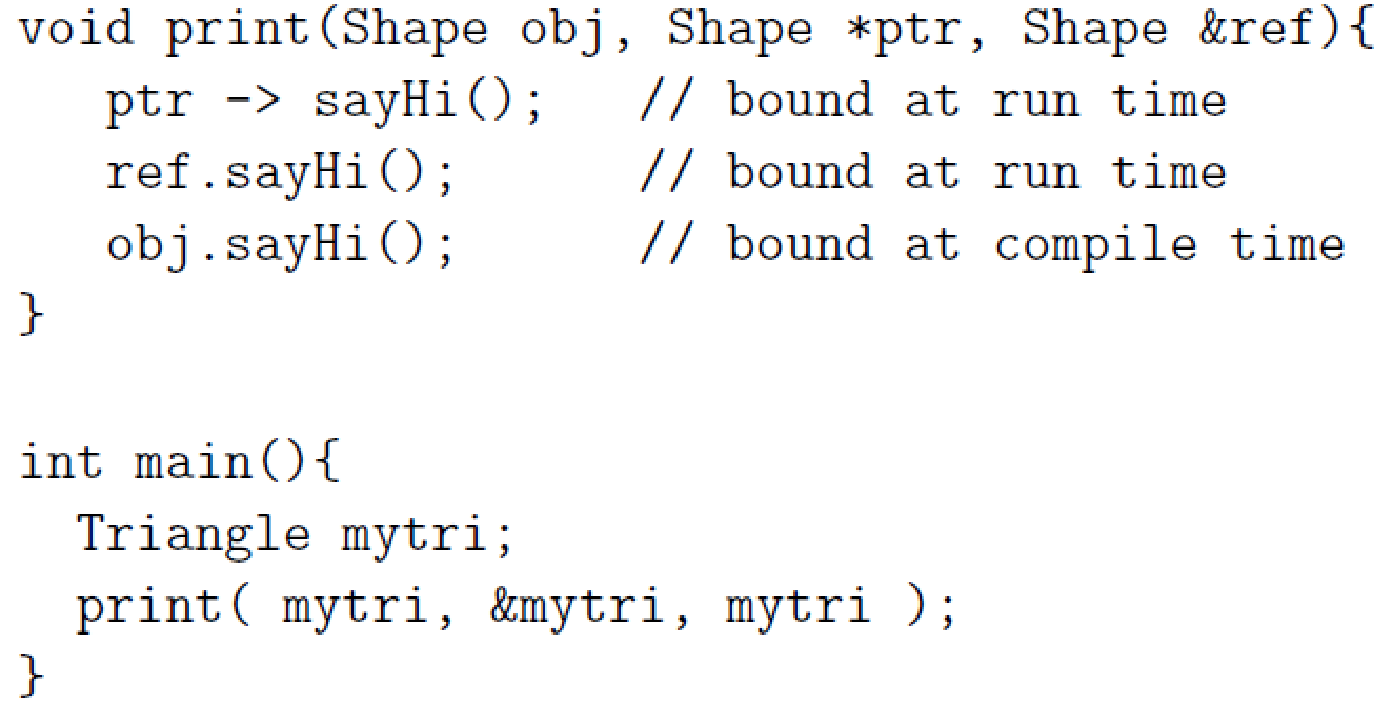 void print(Shape obj, Shape *ptr, Shape &ref){
   ptr -> sayHi();   // bound at run time
   ref.sayHi();      // bound at run time
   obj.sayHi();      // bound at compile time
}
int main(){
  Triangle mytri;
  print( mytri, &mytri, mytri );
}